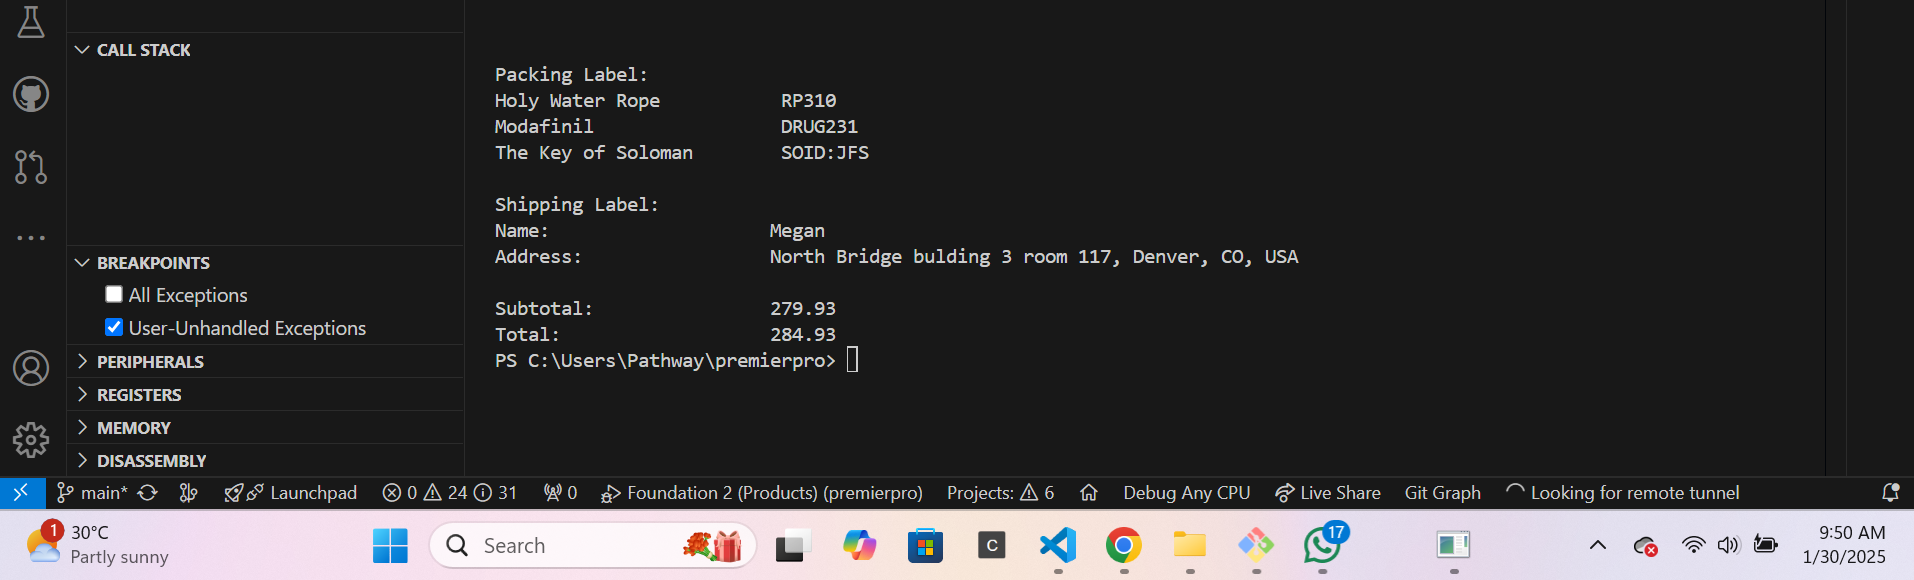 CALL STACK
BREAKPOINTS
All Exceptions
User-Unhandled Exceptions
PERIPHERALS
REGISTERS
MEMORY
DISASSEMBLY
Packing Label:
Holy Water Rope RP310
Modafinil DRUG231
The Key of Soloman SOID:JFS
Shipping Label:
Name: Megan
Address: North Bridge bulding 3 room 117, Denver, CO, USA
Subtotal: 279.93
Total: 284.93
PS C:\Users\Pathway\premierpro>
main* Launchpad 0 24 31 0 Foundation 2 (Products) (premierpro) Projects: 6 Debug Any CPU Live Share Git Graph Looking for remote tunnel
1 30°C
Partly sunny
Search
C
17
9:50 AM
1/30/2025